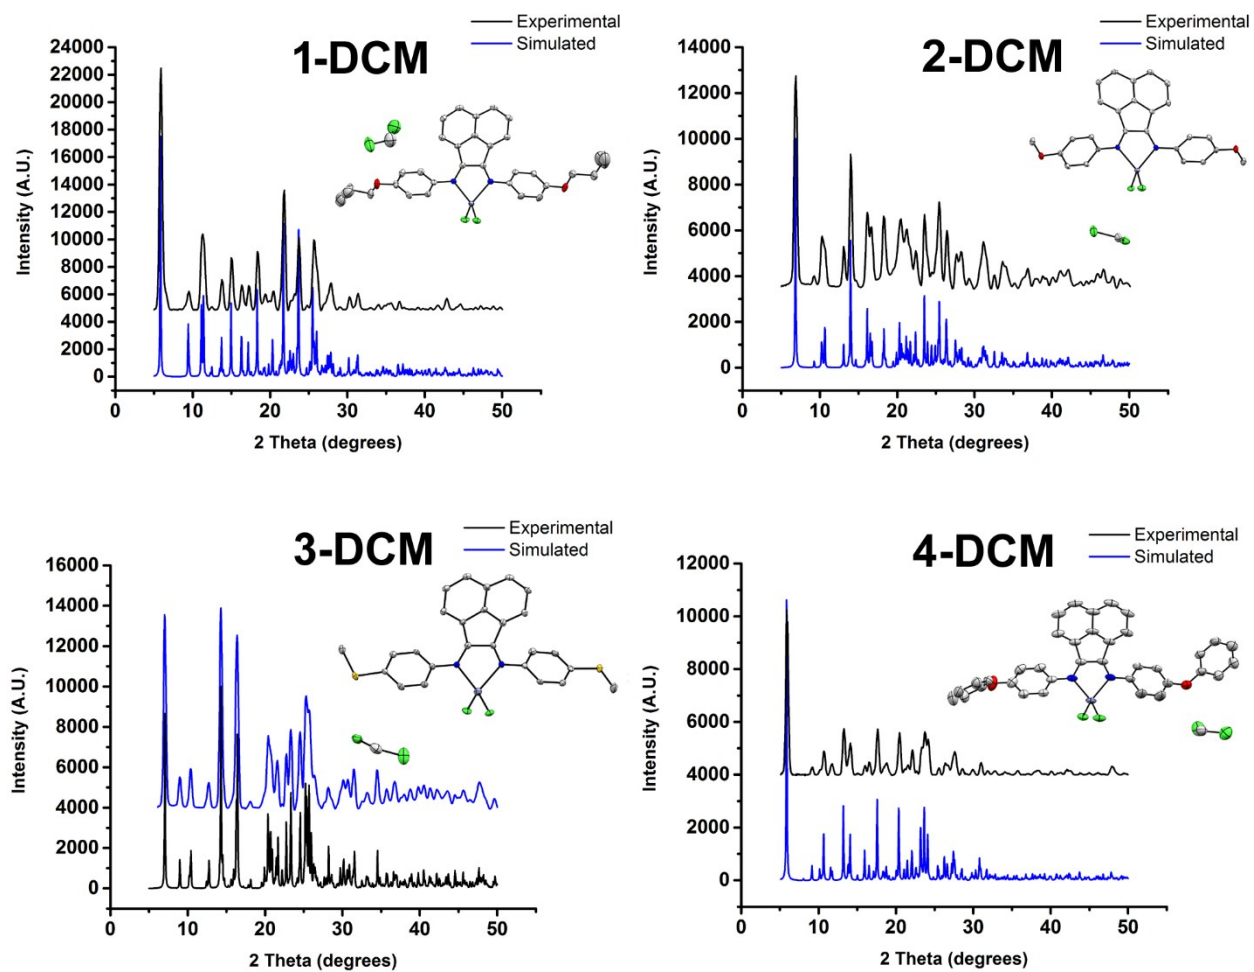 1-DCM
Experimental
Simulated
24000
22000
20000
18000
16000
14000
12000
10000
8000
6000
4000
2000
0
Intensity (A.U.)
0 10 20 30 40 50
2 Theta (degrees)
2-DCM
Experimental
Simulated
14000
12000
10000
8000
6000
4000
2000
0
Intensity (A.U.)
0 10 20 30 40 50
2 Theta (degrees)
3-DCM
Experimental
Simulated
16000
14000
12000
10000
8000
6000
4000
2000
0
Intensity (A.U.)
0 10 20 30 40 50
2 Theta (degrees)
4-DCM
Experimental
Simulated
12000
10000
8000
6000
4000
2000
0
Intensity (A.U.)
0 10 20 30 40 50
2 Theta (degrees)